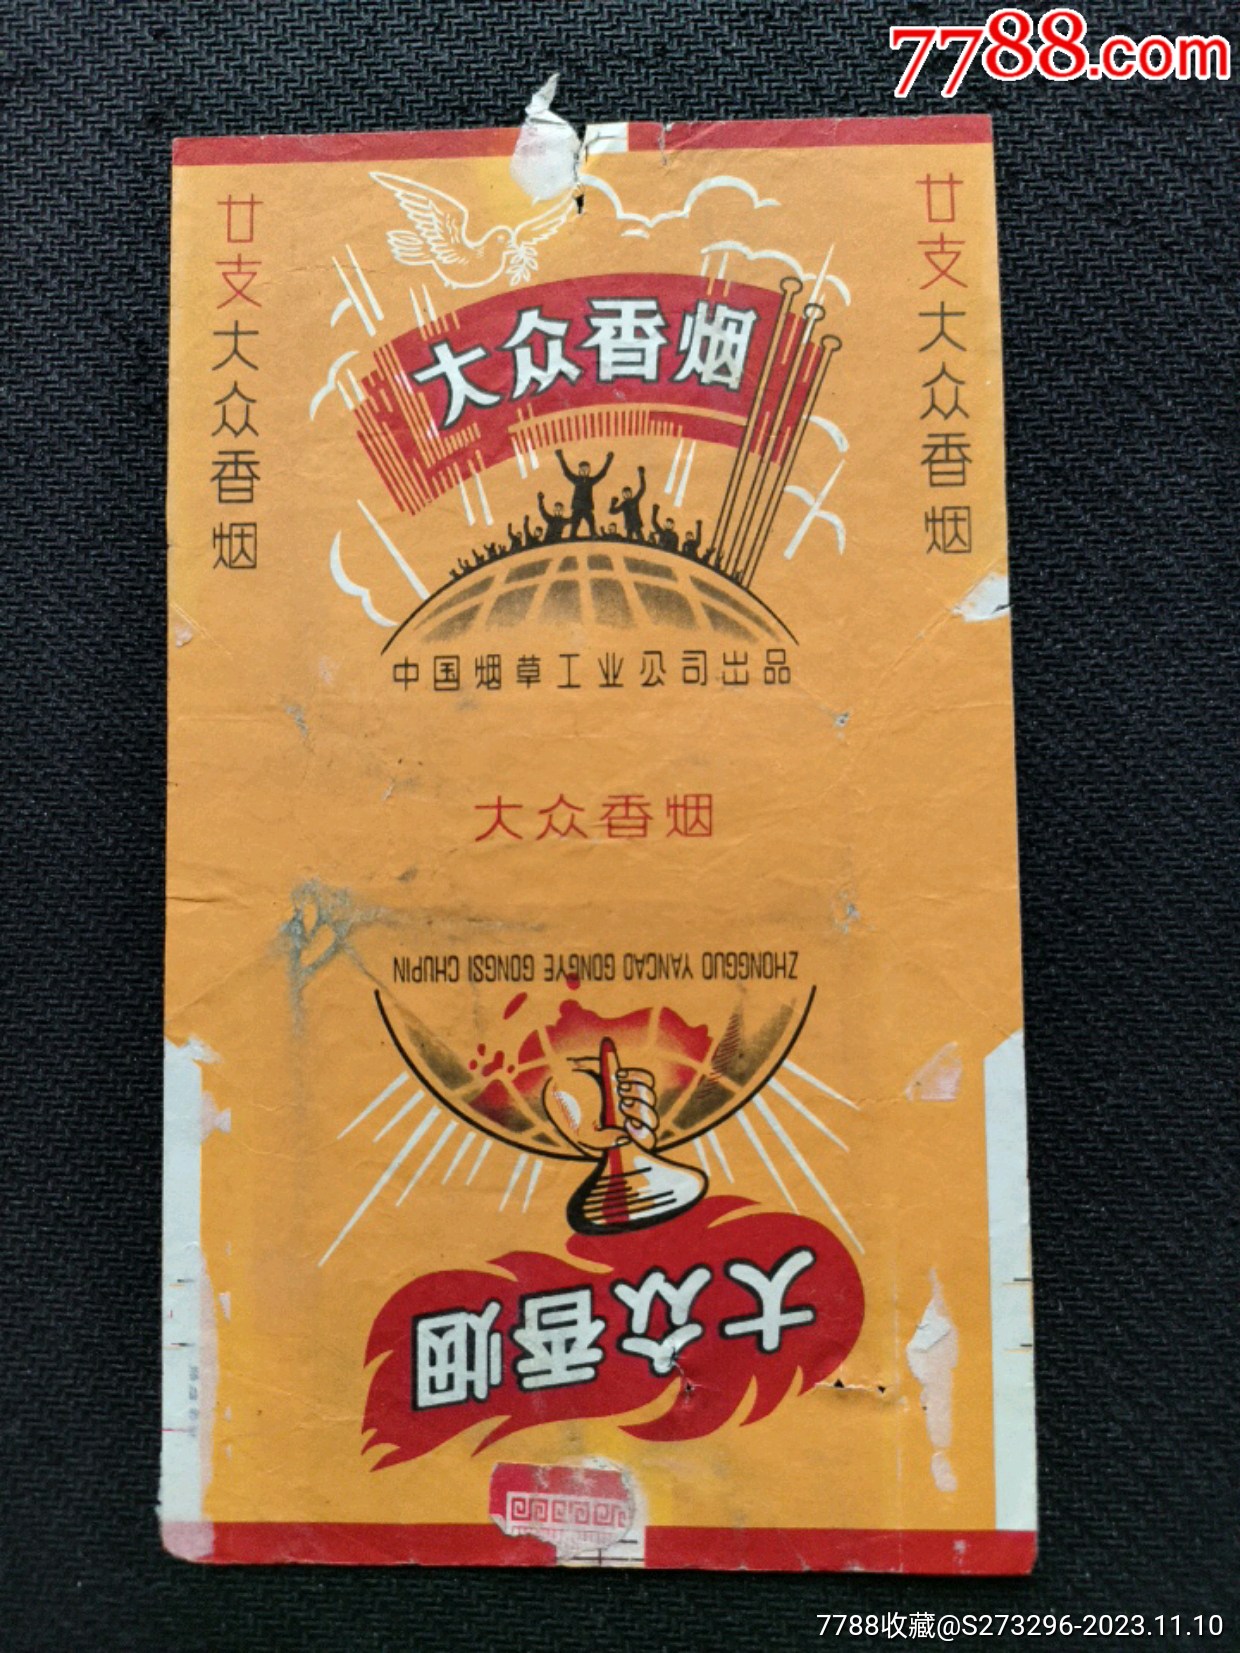 7788.com
廿支大众香烟
廿支大众香烟
大众香烟
中国烟草工业公司出品
大众香烟
ZHONGGUO YANCAO GONGYE GONGSI CHUPIN
大众香烟
7788收藏@S273296-2023.11.10